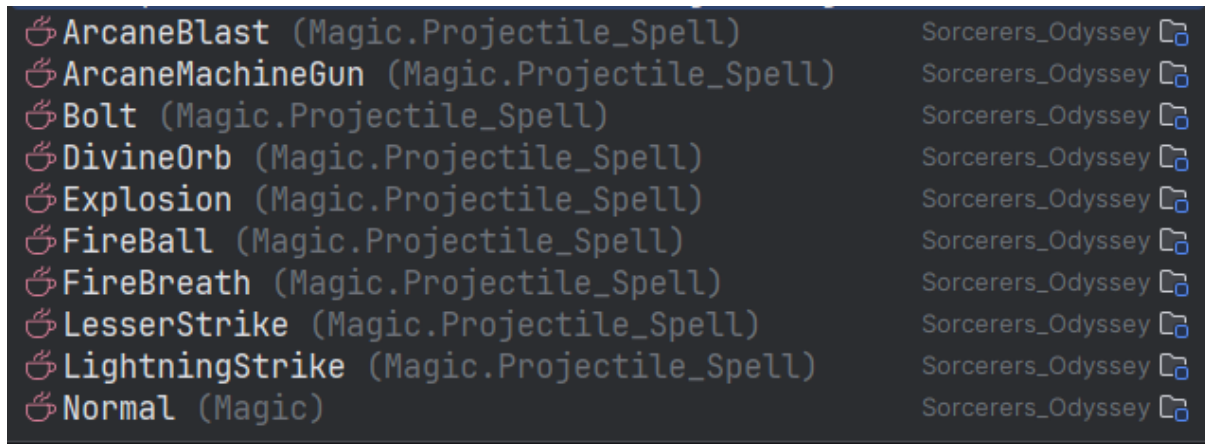 ArcaneBlast (Magic.Projectile_Spell) Sorcerers_Odyssey
ArcaneMachineGun (Magic.Projectile_Spell) Sorcerers_Odyssey
Bolt (Magic.Projectile_Spell) Sorcerers_Odyssey
DivineOrb (Magic.Projectile_Spell) Sorcerers_Odyssey
Explosion (Magic.Projectile_Spell) Sorcerers_Odyssey
FireBall (Magic.Projectile_Spell) Sorcerers_Odyssey
FireBreath (Magic.Projectile_Spell) Sorcerers_Odyssey
LesserStrike (Magic.Projectile_Spell) Sorcerers_Odyssey
LightningStrike (Magic.Projectile_Spell) Sorcerers_Odyssey
Normal (Magic) Sorcerers_Odyssey